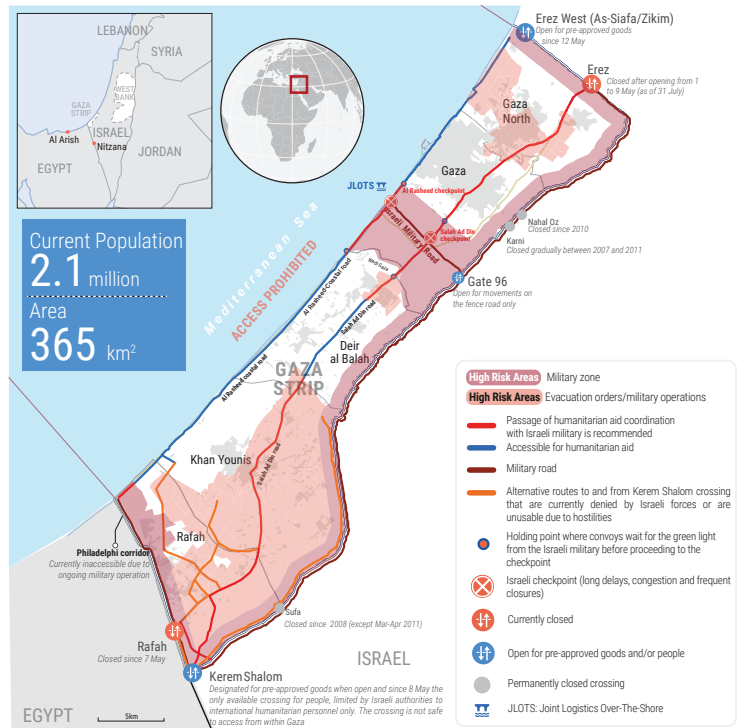 LEBANON
SYRIA
WEST
BANK
GAZA
STRIP
ISRAEL
Al Arish
Nitzana
EGYPT
JORDAN
Erez West (As-Siafa/Zikim)
Open for pre-approved goods
since 12 May
Erez
Closed after opening from 1
to 9 May (as of 31 July)
Gaza
North
Gaza
JLOTS
Al Rasheed checkpoint
Israeli Military Road
Salah Ad Din
checkpoint
Nahal Oz
Closed since 2010
Karni
Closed gradually between 2007 and 2011
Gate 96
Open for movements on
the fence road only
Current Population
2.1 million
Area
365 km²
Mediterranean Sea
ACCESS PROHIBITED
Al Rasheed Coastal road
Wadi Gaza
Salah Ad Din road
Deir
al Balah
GAZA
STRIP
Al Rasheed coastal road
Khan Younis
Salah Ad Din road
Rafah
Philadelphi corridor
Currently inaccessible due to
ongoing military operation
Sufa
Closed since 2008 (except Mar-Apr 2011)
Rafah
Closed since 7 May
ISRAEL
Kerem Shalom
Designated for pre-approved goods when open and since 8 May the
only available crossing for people, limited by Israeli authorities to
international humanitarian personnel only. The crossing is not safe
to access from within Gaza
EGYPT
5km
High Risk Areas Military zone
High Risk Areas Evacuation orders/military operations
Passage of humanitarian aid coordination
with Israeli military is recommended
Accessible for humanitarian aid
Military road
Alternative routes to and from Kerem Shalom crossing
that are currently denied by Israeli forces or are
unusable due to hostilities
Holding point where convoys wait for the green light
from the Israeli military before proceeding to the
checkpoint
Israeli checkpoint (long delays, congestion and frequent
closures)
Currently closed
Open for pre-approved goods and/or people
Permanently closed crossing
JLOTS: Joint Logistics Over-The-Shore